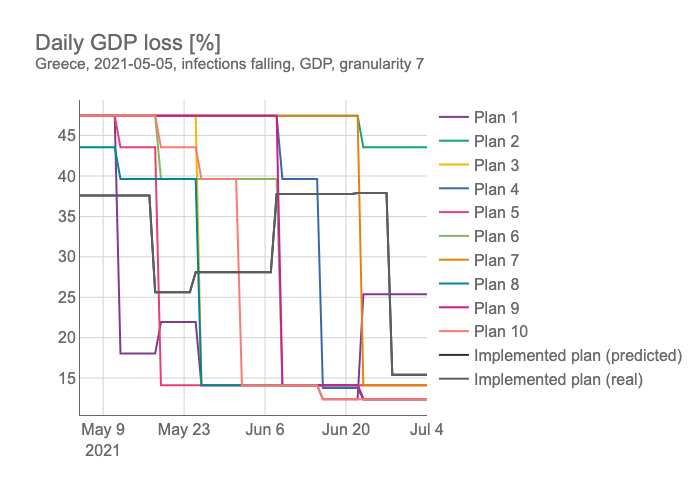 Daily GDP loss [%]
Greece, 2021-05-05, infections falling, GDP, granularity 7
45
40
35
30
25
20
15
May 9
2021
May 23
Jun 6
Jun 20
Jul 4
Plan 1
Plan 2
Plan 3
Plan 4
Plan 5
Plan 6
Plan 7
Plan 8
Plan 9
Plan 10
Implemented plan (predicted)
Implemented plan (real)